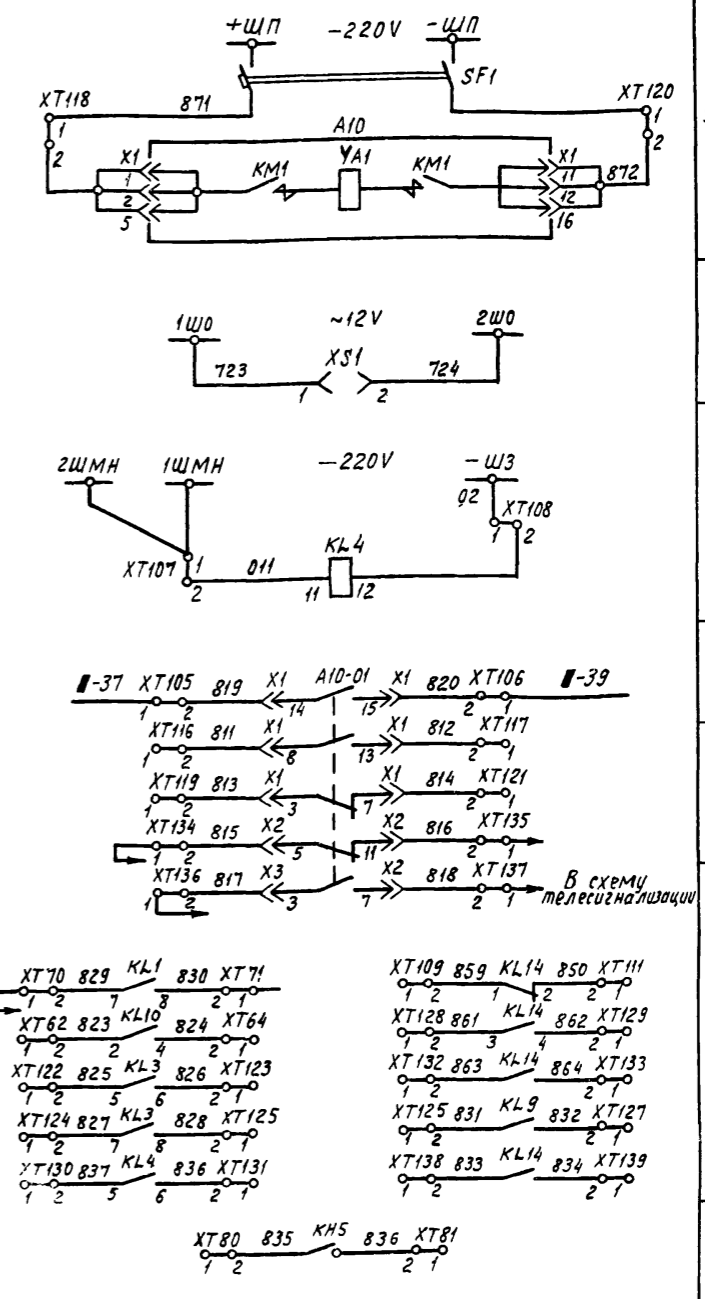 +ШП -220V -ШП
SF1
XT118 871 XT120
1 A10 1
2 X1 KM1 YA1 KM1 X1 2
1 11 872
2 12
5 16
1ШО ~12V 2ШО
723 XS1 724
1 2
2ШМН 1ШМН -220V -ШЗ
92 XT108
1 2
XT107 1 011 KL4
2 11 12
-37 XT105 819 X1 A10-01 X1 820 XT106 -39
1 2 14 15 2 1
XT116 811 X1 X1 812 XT117
1 2 8 13 2 1
XT119 813 X1 X1 814 XT121
1 2 3 7 2 1
XT134 815 X2 X2 816 XT135
1 2 5 11 2 1
XT136 817 X3 X2 818 XT137
1 2 3 7 2 1
В схему
телесигнализации
XT70 829 KL1 830 XT71
1 2 7 8 2 1
XT62 823 KL10 824 XT64
1 2 2 4 2 1
XT122 825 KL3 826 XT123
1 2 5 6 2 1
XT124 827 KL3 828 XT125
1 2 7 8 2 1
XT130 837 KL4 836 XT131
1 2 5 6 2 1
XT109 859 KL14 850 XT111
1 2 1 2 2 1
XT128 861 KL14 862 XT129
1 2 3 4 2 1
XT132 863 KL14 864 XT133
1 2 2 1
XT125 831 KL9 832 XT127
1 2 2 1
XT138 833 KL14 834 XT139
1 2 2 1
XT80 835 KH5 836 XT81
1 2 2 1